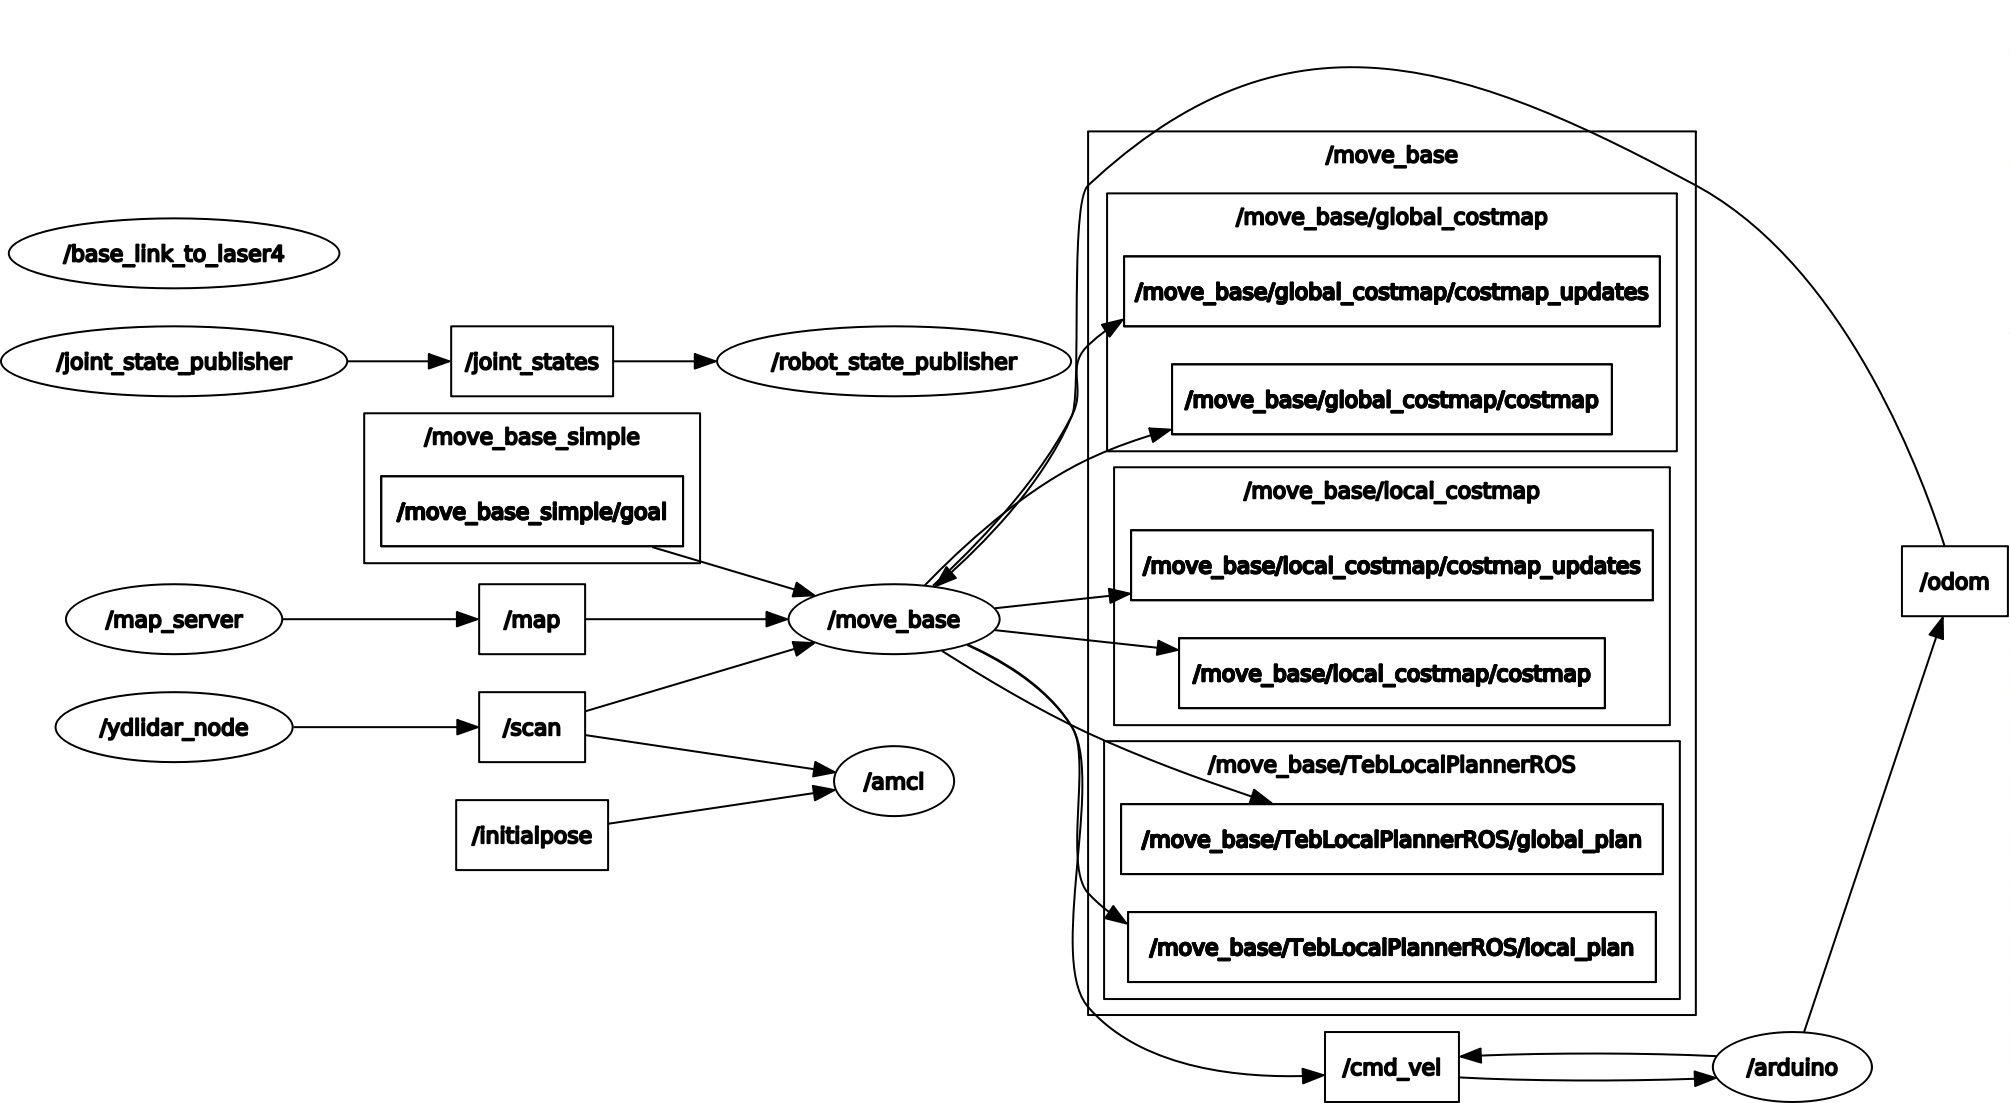 /move_base
/move_base/global_costmap
/base_link_to_laser4
/move_base/global_costmap/costmap_updates
/joint_state_publisher
/joint_states
/robot_state_publisher
/move_base/global_costmap/costmap
/move_base_simple
/move_base/local_costmap
/move_base_simple/goal
/move_base/local_costmap/costmap_updates
/odom
/map_server
/map
/move_base
/move_base/local_costmap/costmap
/ydlidar_node
/scan
/move_base/TebLocalPlannerROS
/amcl
/initialpose
/move_base/TebLocalPlannerROS/global_plan
/move_base/TebLocalPlannerROS/local_plan
/cmd_vel
/arduino